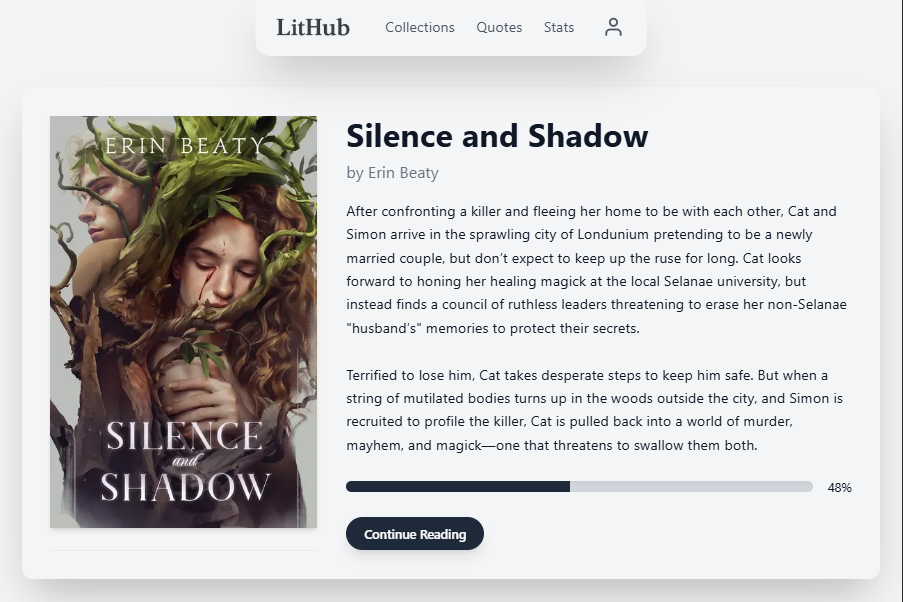 LitHub
Collections
Quotes
Stats
ERIN BEATY
SILENCE
and
SHADOW
Silence and Shadow
by Erin Beaty
After confronting a killer and fleeing her home to be with each other, Cat and
Simon arrive in the sprawling city of Londunium pretending to be a newly
married couple, but don’t expect to keep up the ruse for long. Cat looks
forward to honing her healing magick at the local Selanae university, but
instead finds a council of ruthless leaders threatening to erase her non-Selanae
"husband’s" memories to protect their secrets.
Terrified to lose him, Cat takes desperate steps to keep him safe. But when a
string of mutilated bodies turns up in the woods outside the city, and Simon is
recruited to profile the killer, Cat is pulled back into a world of murder,
mayhem, and magick—one that threatens to swallow them both.
48%
Continue Reading